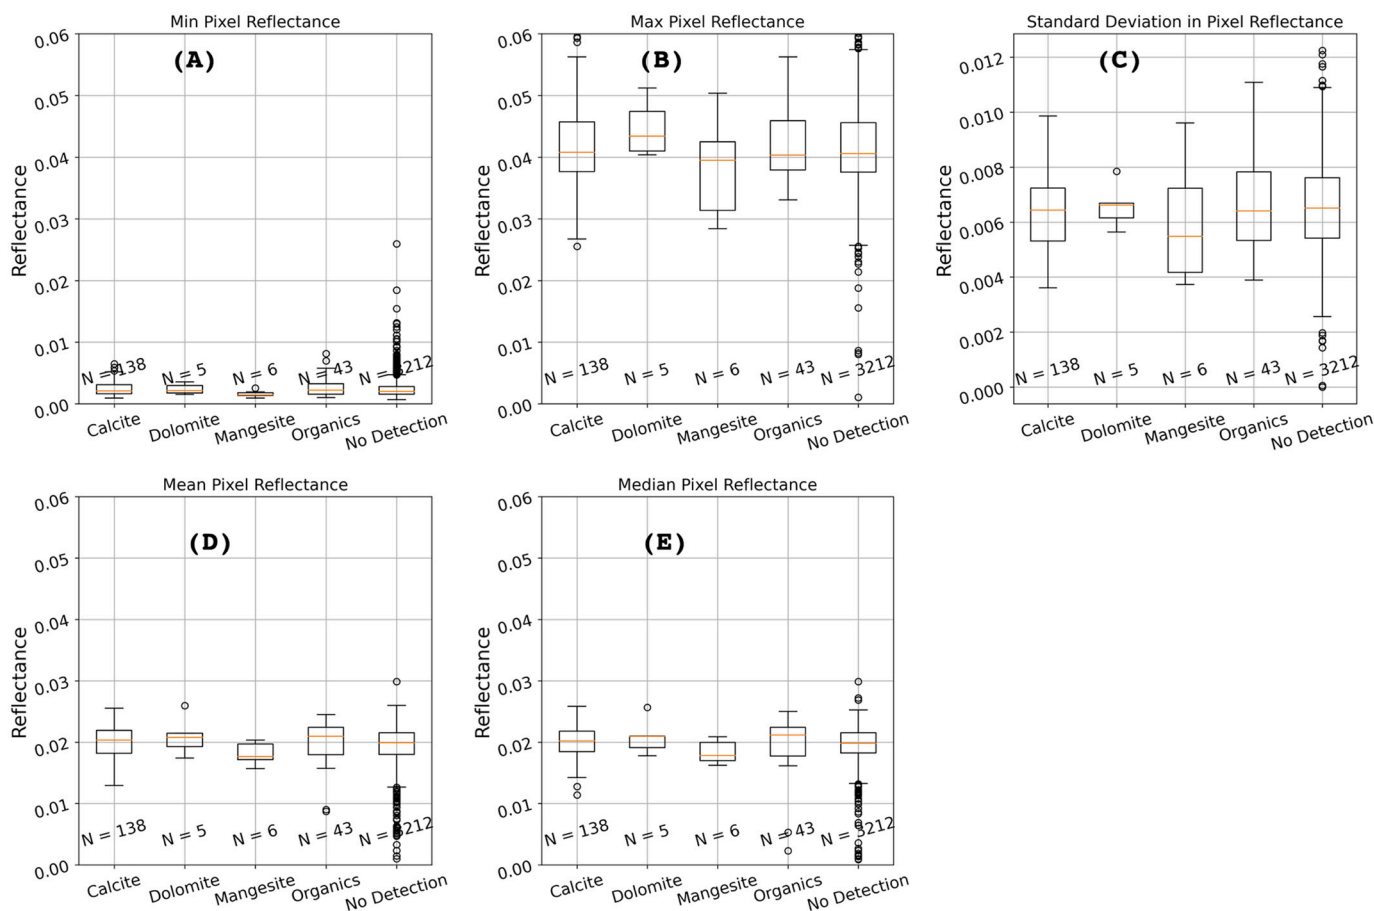 Min Pixel Reflectance
(A)
Reflectance
0.06
0.05
0.04
0.03
0.02
0.01
0.00
N = 138
N = 5
N = 6
N = 43
N = 3212
Calcite
Dolomite
Mangesite
Organics
No Detection
Max Pixel Reflectance
(B)
Reflectance
0.06
0.05
0.04
0.03
0.02
0.01
0.00
N = 138
N = 5
N = 6
N = 43
N = 3212
Calcite
Dolomite
Mangesite
Organics
No Detection
Standard Deviation in Pixel Reflectance
(C)
Reflectance
0.012
0.010
0.008
0.006
0.004
0.002
0.000
N = 138
N = 5
N = 6
N = 43
N = 3212
Calcite
Dolomite
Mangesite
Organics
No Detection
Mean Pixel Reflectance
(D)
Reflectance
0.06
0.05
0.04
0.03
0.02
0.01
0.00
N = 138
N = 5
N = 6
N = 43
N = 3212
Calcite
Dolomite
Mangesite
Organics
No Detection
Median Pixel Reflectance
(E)
Reflectance
0.06
0.05
0.04
0.03
0.02
0.01
0.00
N = 138
N = 5
N = 6
N = 43
N = 3212
Calcite
Dolomite
Mangesite
Organics
No Detection